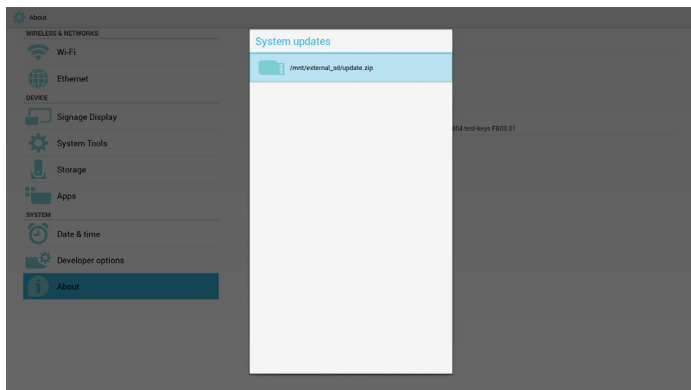 About
WIRELESS & NETWORKS
Wi-Fi
Ethernet
DEVICE
Signage Display
System Tools
Storage
Apps
SYSTEM
Date & time
Developer options
About
System updates
/mnt/external_sd/update.zip
804 test-keys FB03.01